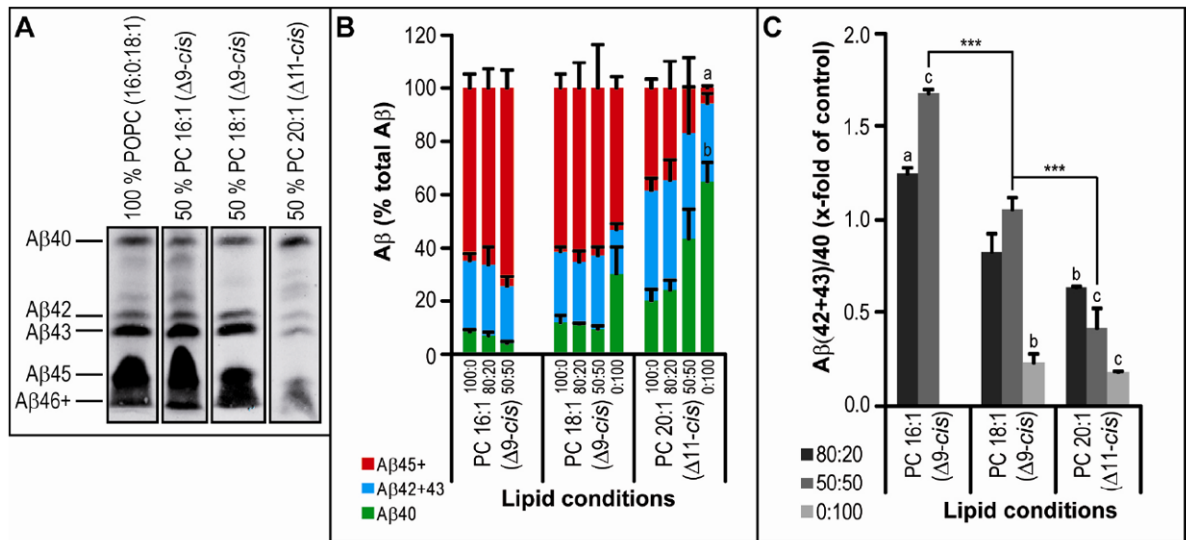 A
100 % POPC (16:0:18:1)
50 % PC 16:1 (Δ9-cis)
50 % PC 18:1 (Δ9-cis)
50 % PC 20:1 (Δ11-cis)
Aβ40
Aβ42
Aβ43
Aβ45
Aβ46+
B
Aβ (% total Aβ)
120
100
80
60
40
20
0
a
b
100:0
80:20
50:50
100:0
80:20
50:50
0:100
100:0
80:20
50:50
0:100
PC 16:1
(Δ9-cis)
PC 18:1
(Δ9-cis)
PC 20:1
(Δ11-cis)
Aβ45+
Aβ42+43
Aβ40
Lipid conditions
C
Aβ(42+43)/40 (x-fold of control)
2.0
1.5
1.0
0.5
0.0
a
c
***
b
***
b
c
c
PC 16:1
(Δ9-cis)
PC 18:1
(Δ9-cis)
PC 20:1
(Δ11-cis)
80:20
50:50
0:100
Lipid conditions